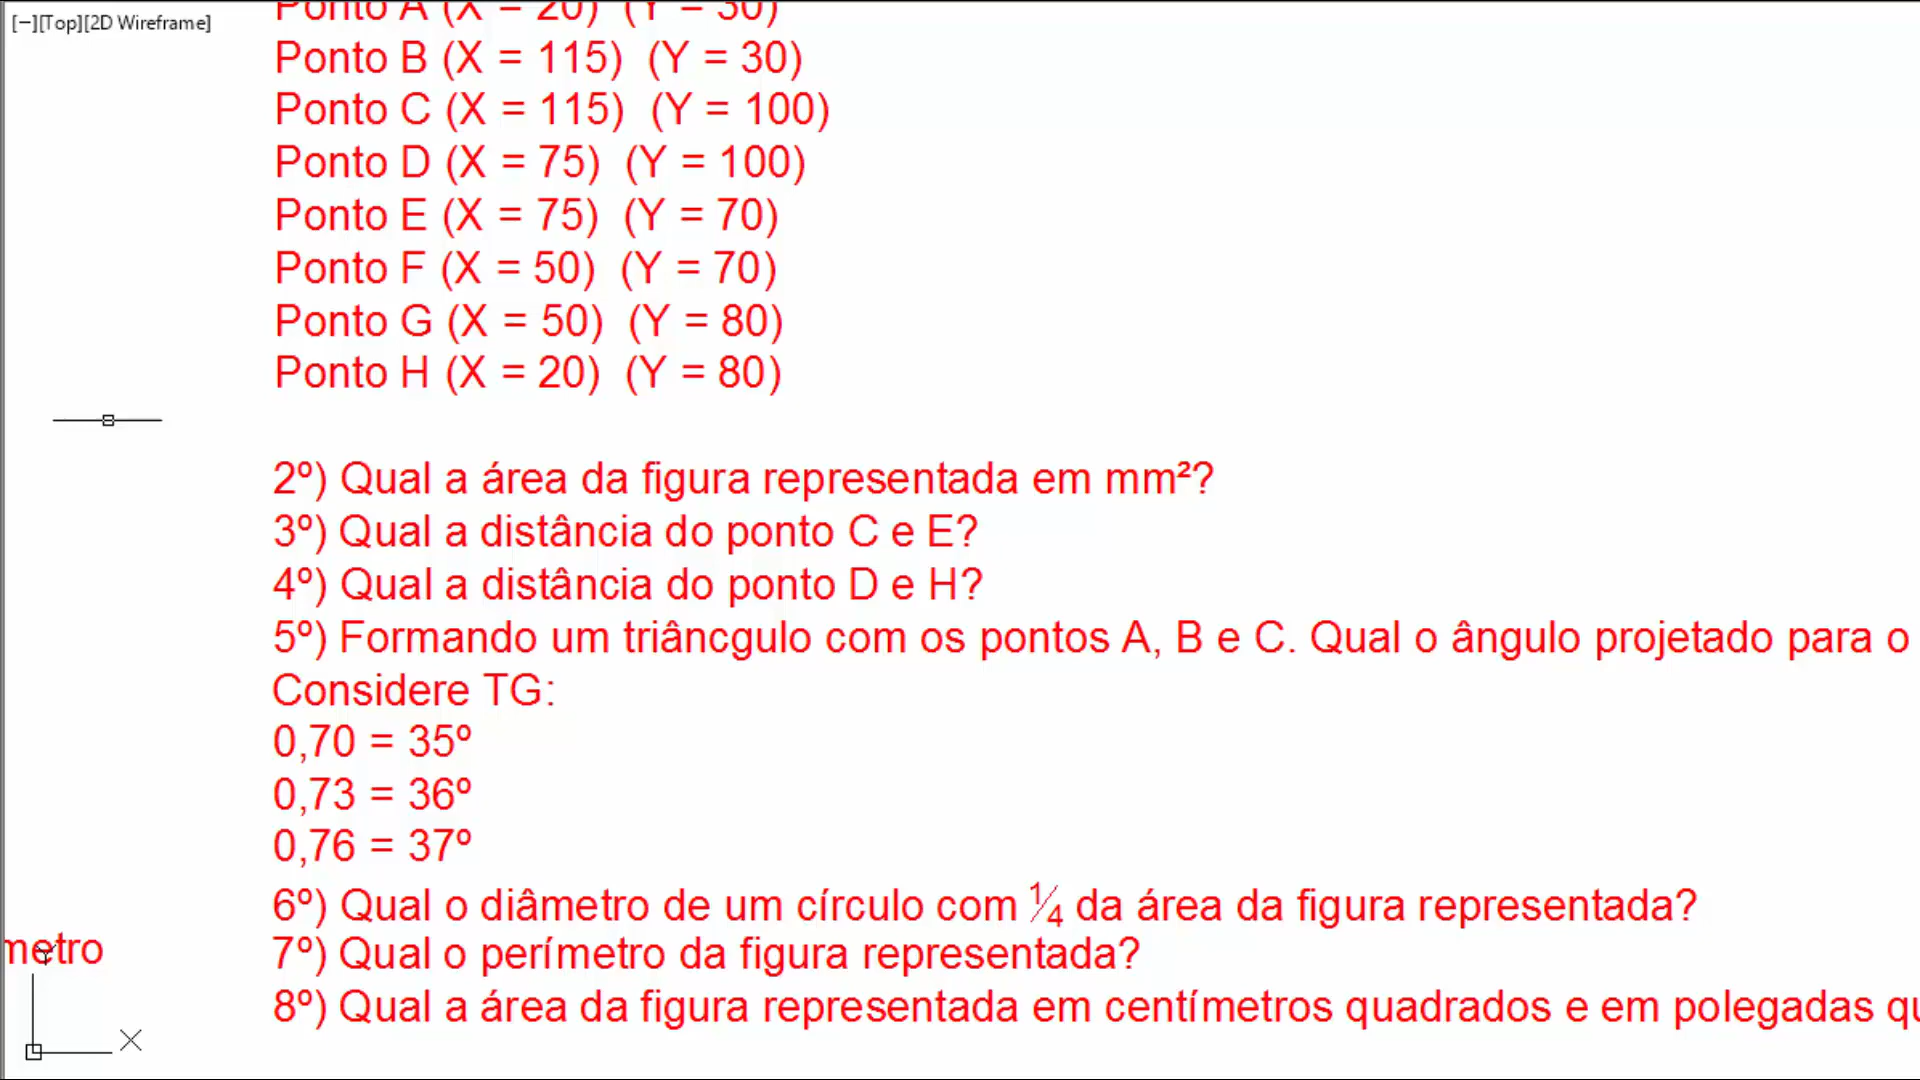 [−][Top][2D Wireframe]
Ponto A (X = 20)  (Y = 30)
Ponto B (X = 115)  (Y = 30)
Ponto C (X = 115)  (Y = 100)
Ponto D (X = 75)  (Y = 100)
Ponto E (X = 75)  (Y = 70)
Ponto F (X = 50)  (Y = 70)
Ponto G (X = 50)  (Y = 80)
Ponto H (X = 20)  (Y = 80)
2º) Qual a área da figura representada em mm²?
3º) Qual a distância do ponto C e E?
4º) Qual a distância do ponto D e H?
5º) Formando um triâncgulo com os pontos A, B e C. Qual o ângulo projetado para o
Considere TG:
0,70 = 35º
0,73 = 36º
0,76 = 37º
6º) Qual o diâmetro de um círculo com 1⁄4 da área da figura representada?
metro
7º) Qual o perímetro da figura representada?
8º) Qual a área da figura representada em centímetros quadrados e em polegadas qu
Y
X